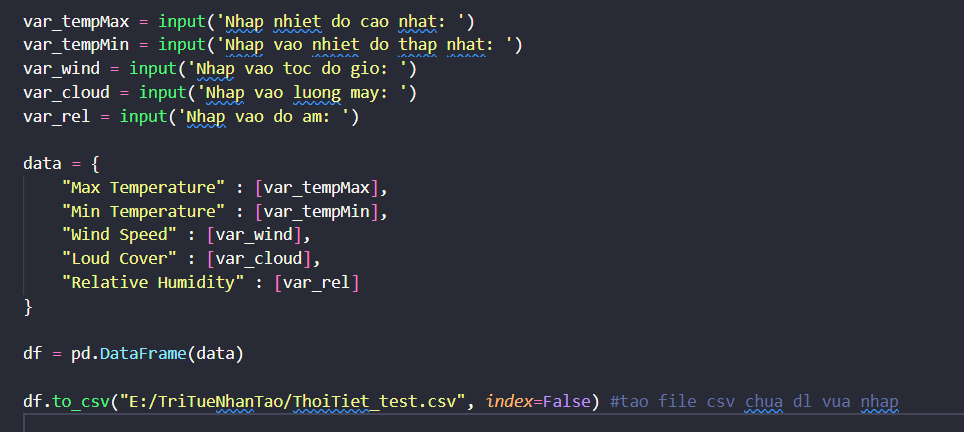 var_tempMax = input('Nhap nhiet do cao nhat: ')
var_tempMin = input('Nhap vao nhiet do thap nhat: ')
var_wind = input('Nhap vao toc do gio: ')
var_cloud = input('Nhap vao luong may: ')
var_rel = input('Nhap vao do am: ')
data = {
"Max Temperature" : [var_tempMax],
"Min Temperature" : [var_tempMin],
"Wind Speed" : [var_wind],
"Loud Cover" : [var_cloud],
"Relative Humidity" : [var_rel]
}
df = pd.DataFrame(data)
df.to_csv("E:/TriTueNhanTao/ThoiTiet_test.csv", index=False) #tao file csv chua dl vua nhap